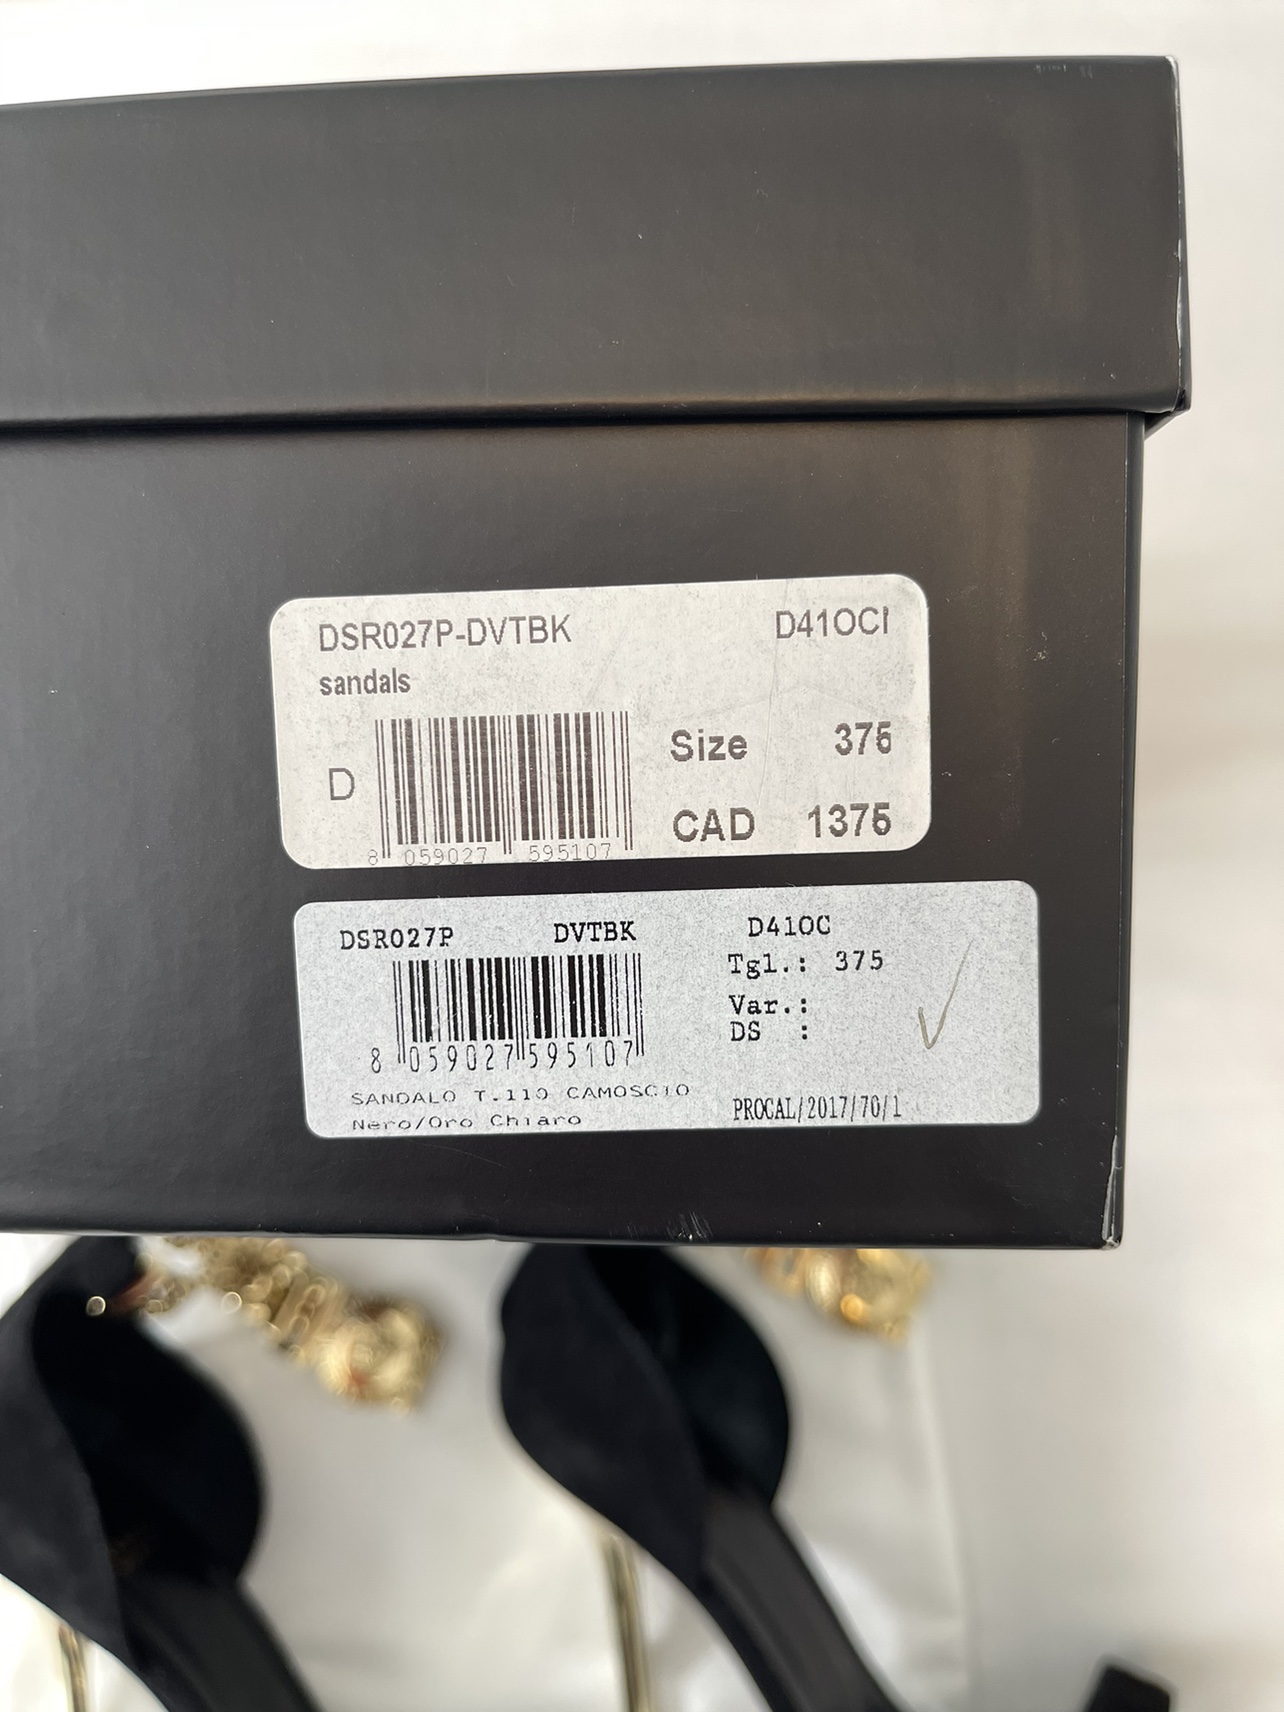 DSR027P-DVTBK D41OCI
sandals
D
Size 375
CAD 1375
8 059027 595107
DSR027P DVTBK D41OC
Tgl.: 375
Var.:
DS :
8 059027 595107
SANDALO T.110 CAMOSCIO
Nero/Oro Chiaro
PROCAL/2017/70/1